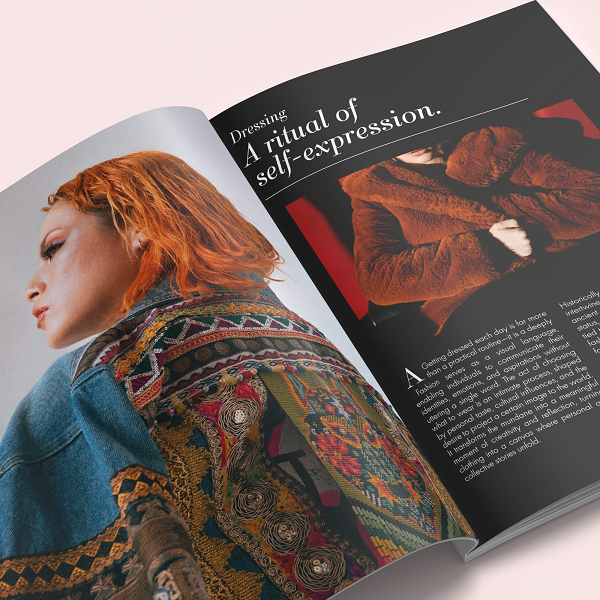 Dressing
A ritual of
self-expression.
A
Getting dressed each day is far more
than a practical routine—it is a deeply
Fashion serves as a visual language,
enabling individuals to communicate their
identities, emotions, and aspirations without
uttering a single word. The act of choosing
what to wear is an intimate process, shaped
by personal taste, cultural influences, and the
desire to project a certain image to the world.
It transforms the mundane into a meaningful
moment of creativity and reflection, turning
clothing into a canvas where personal a
collective stories unfold.
Historically
intertwine
ancient
status,